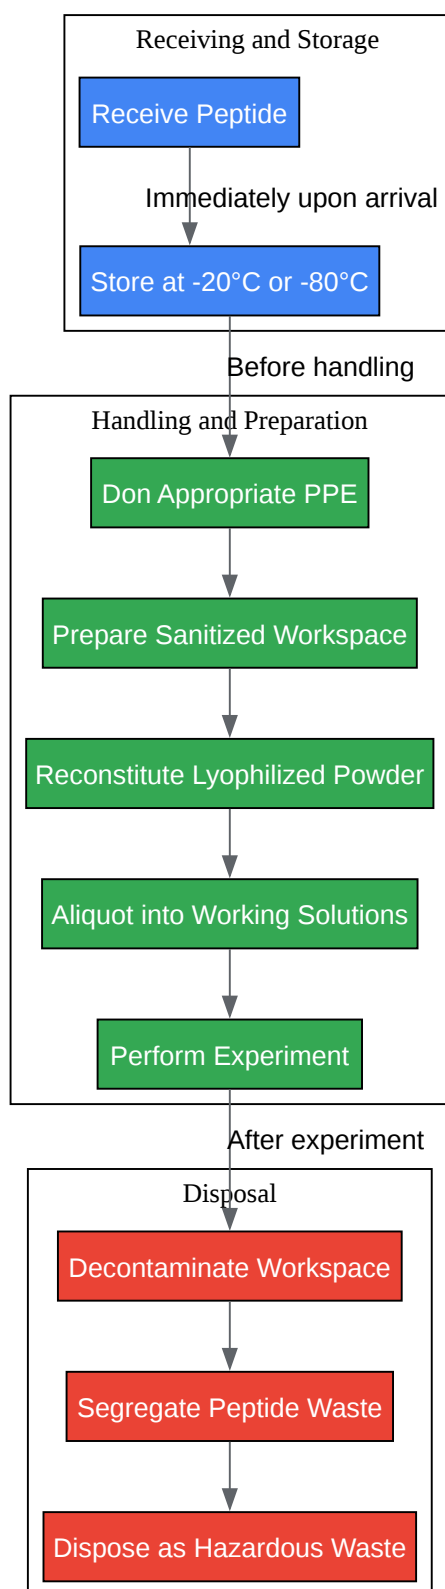 Receiving and Storage
Receive Peptide
Immediately upon arrival
Store at -20°C or -80°C
Before handling
Handling and Preparation
Don Appropriate PPE
Prepare Sanitized Workspace
Reconstitute Lyophilized Powder
Aliquot into Working Solutions
Perform Experiment
After experiment
Disposal
Decontaminate Workspace
Segregate Peptide Waste
Dispose as Hazardous Waste